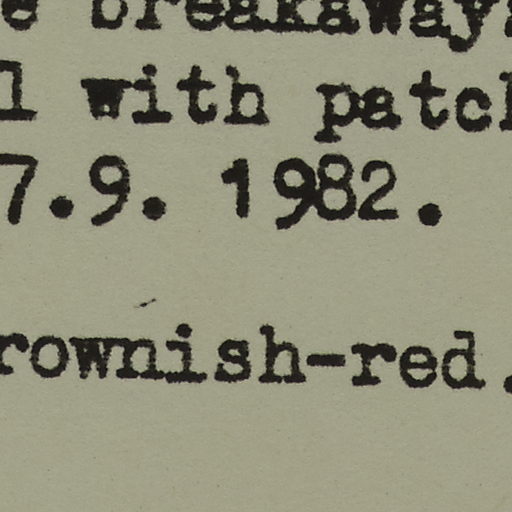 e breakaways
l with patch
7.9. 1982.
rownish-red.